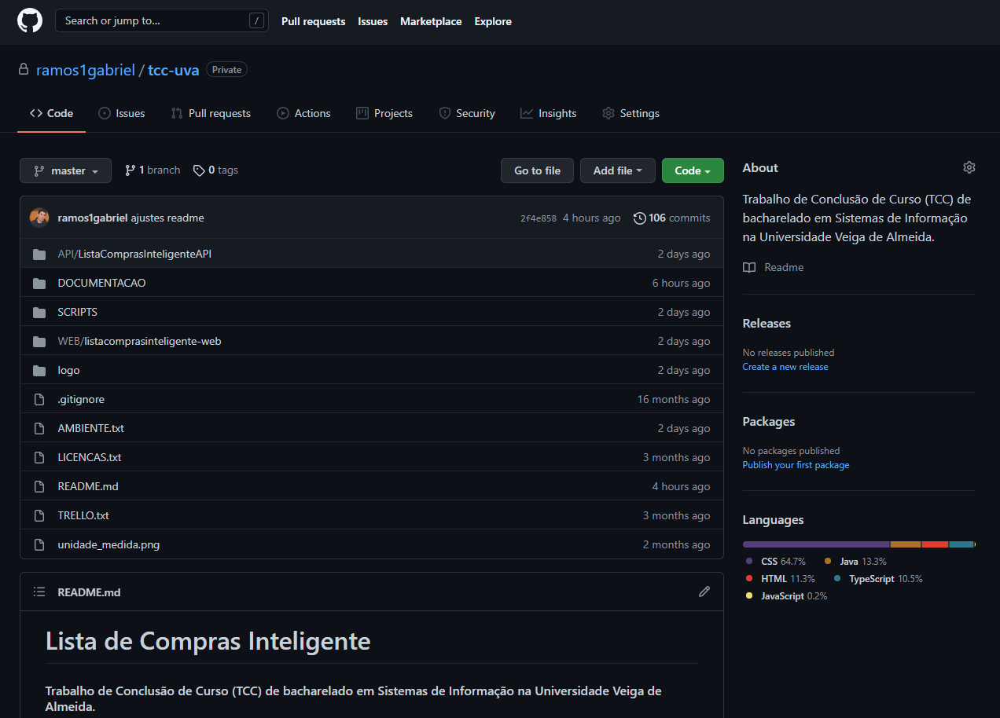 Search or jump to... /
Pull requests Issues Marketplace Explore
ramos1gabriel / tcc-uva Private
Code Issues Pull requests Actions Projects Security Insights Settings
master 1 branch 0 tags Go to file Add file Code
ramos1gabriel ajustes readme 2f4e858 4 hours ago 106 commits
API/ListaComprasInteligenteAPI 2 days ago
DOCUMENTACAO 6 hours ago
SCRIPTS 2 days ago
WEB/listacomprasinteligente-web 2 days ago
logo 2 days ago
.gitignore 16 months ago
AMBIENTE.txt 2 days ago
LICENCAS.txt 3 months ago
README.md 4 hours ago
TRELLO.txt 3 months ago
unidade_medida.png 2 months ago
README.md
Lista de Compras Inteligente
Trabalho de Conclusão de Curso (TCC) de bacharelado em Sistemas de Informação na Universidade Veiga de
Almeida.
About
Trabalho de Conclusão de Curso (TCC) de
bacharelado em Sistemas de Informação
na Universidade Veiga de Almeida.
Readme
Releases
No releases published
Create a new release
Packages
No packages published
Publish your first package
Languages
CSS 64.7% Java 13.3%
HTML 11.3% TypeScript 10.5%
JavaScript 0.2%